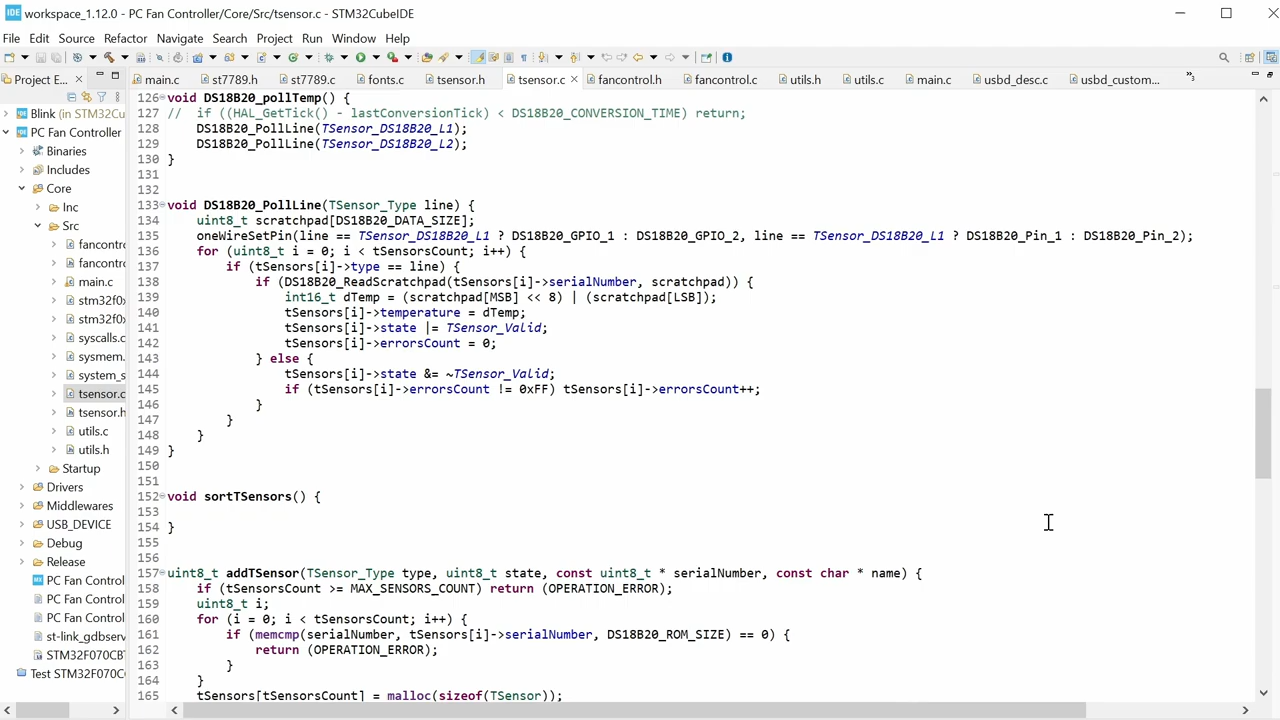 workspace_1.12.0 - PC Fan Controller/Core/Src/tsensor.c - STM32CubeIDE
File Edit Source Refactor Navigate Search Project Run Window Help
Project E...
main.c st7789.h st7789.c fonts.c tsensor.h tsensor.c fancontrol.h fancontrol.c utils.h utils.c main.c usbd_desc.c usbd_custom...
Blink (in STM32Cu
PC Fan Controller
Binaries
Includes
Core
Inc
Src
fancontro
fancontro
main.c
stm32f0x
stm32f0x
syscalls.c
sysmem.
system_s
tsensor.c
tsensor.h
utils.c
utils.h
Startup
Drivers
Middlewares
USB_DEVICE
Debug
Release
PC Fan Control
PC Fan Control
PC Fan Control
st-link_gdbserv
STM32F070CBT
Test STM32F070C
126 void DS18B20_pollTemp() {
127 //  if ((HAL_GetTick() - lastConversionTick) < DS18B20_CONVERSION_TIME) return;
128     DS18B20_PollLine(TSensor_DS18B20_L1);
129     DS18B20_PollLine(TSensor_DS18B20_L2);
130 }
131
132
133 void DS18B20_PollLine(TSensor_Type line) {
134     uint8_t scratchpad[DS18B20_DATA_SIZE];
135     oneWireSetPin(line == TSensor_DS18B20_L1 ? DS18B20_GPIO_1 : DS18B20_GPIO_2, line == TSensor_DS18B20_L1 ? DS18B20_Pin_1 : DS18B20_Pin_2);
136     for (uint8_t i = 0; i < tSensorsCount; i++) {
137         if (tSensors[i]->type == line) {
138             if (DS18B20_ReadScratchpad(tSensors[i]->serialNumber, scratchpad)) {
139                 int16_t dTemp = (scratchpad[MSB] << 8) | (scratchpad[LSB]);
140                 tSensors[i]->temperature = dTemp;
141                 tSensors[i]->state |= TSensor_Valid;
142                 tSensors[i]->errorsCount = 0;
143             } else {
144                 tSensors[i]->state &= ~TSensor_Valid;
145                 if (tSensors[i]->errorsCount != 0xFF) tSensors[i]->errorsCount++;
146             }
147         }
148     }
149 }
150
151
152 void sortTSensors() {
153
154 }
155
156
157 uint8_t addTSensor(TSensor_Type type, uint8_t state, const uint8_t * serialNumber, const char * name) {
158     if (tSensorsCount >= MAX_SENSORS_COUNT) return (OPERATION_ERROR);
159     uint8_t i;
160     for (i = 0; i < tSensorsCount; i++) {
161         if (memcmp(serialNumber, tSensors[i]->serialNumber, DS18B20_ROM_SIZE) == 0) {
162             return (OPERATION_ERROR);
163         }
164     }
165     tSensors[tSensorsCount] = malloc(sizeof(TSensor));